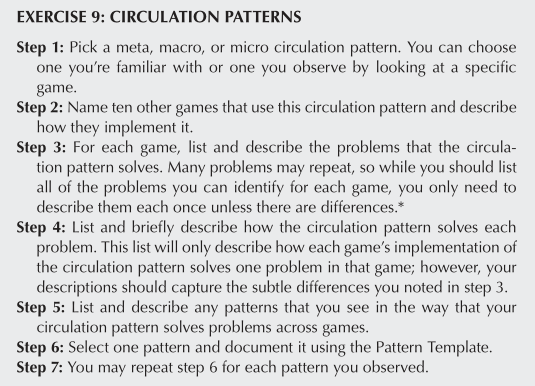 EXERCISE 9: CIRCULATION PATTERNS
Step 1: Pick a meta, macro, or micro circulation pattern. You can choose
one you’re familiar with or one you observe by looking at a specific
game.
Step 2: Name ten other games that use this circulation pattern and describe
how they implement it.
Step 3: For each game, list and describe the problems that the circula-
tion pattern solves. Many problems may repeat, so while you should list
all of the problems you can identify for each game, you only need to
describe them each once unless there are differences.*
Step 4: List and briefly describe how the circulation pattern solves each
problem. This list will only describe how each game’s implementation of
the circulation pattern solves one problem in that game; however, your
descriptions should capture the subtle differences you noted in step 3.
Step 5: List and describe any patterns that you see in the way that your
circulation pattern solves problems across games.
Step 6: Select one pattern and document it using the Pattern Template.
Step 7: You may repeat step 6 for each pattern you observed.